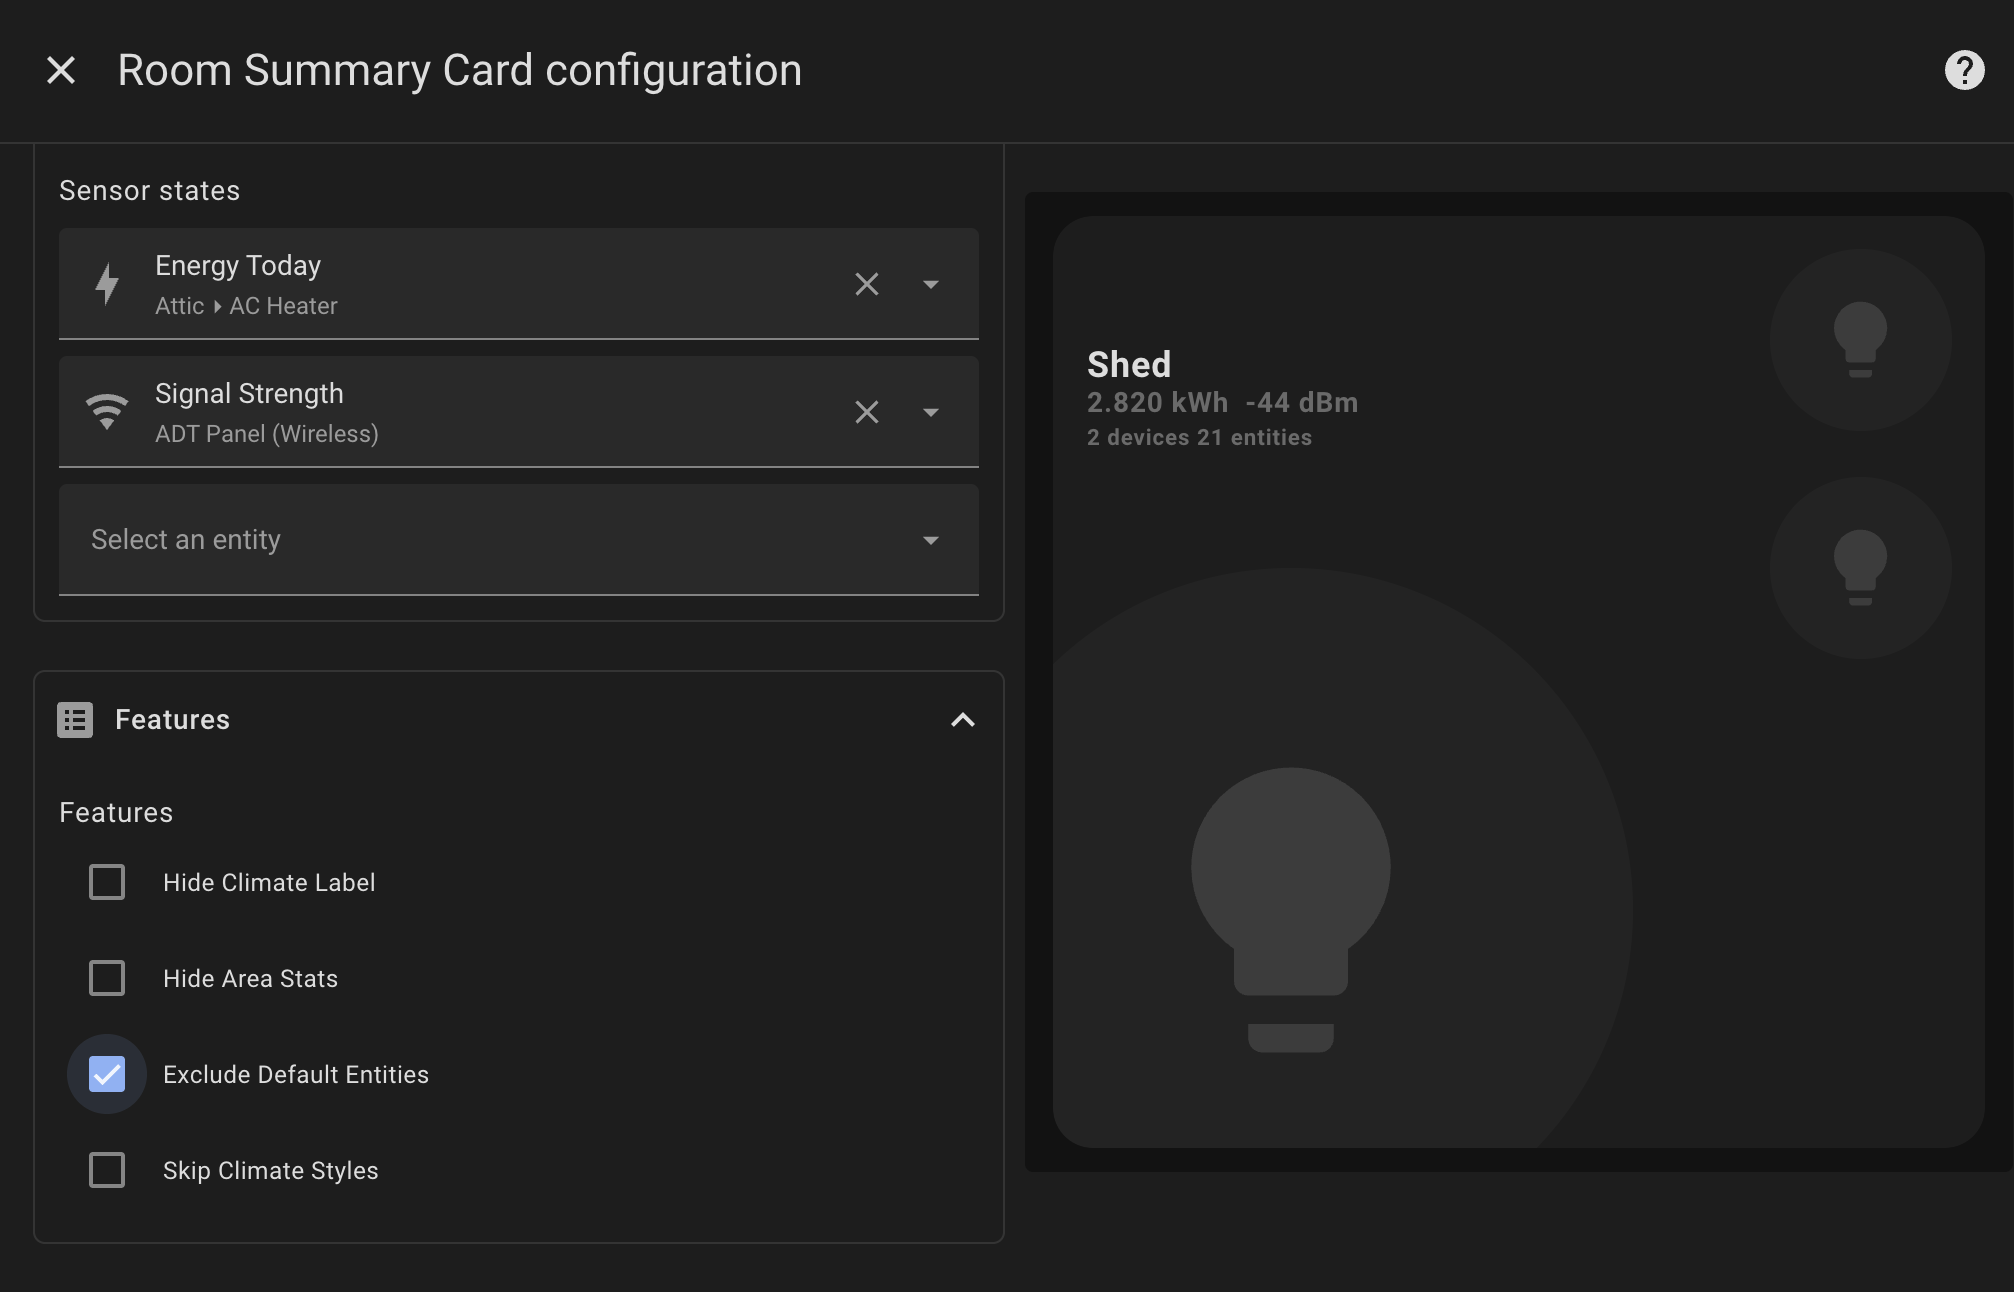 Room Summary Card configuration
Sensor states
Energy Today
Attic ▸ AC Heater
Signal Strength
ADT Panel (Wireless)
Select an entity
Features
Features
Hide Climate Label
Hide Area Stats
Exclude Default Entities
Skip Climate Styles
Shed
2.820 kWh -44 dBm
2 devices 21 entities